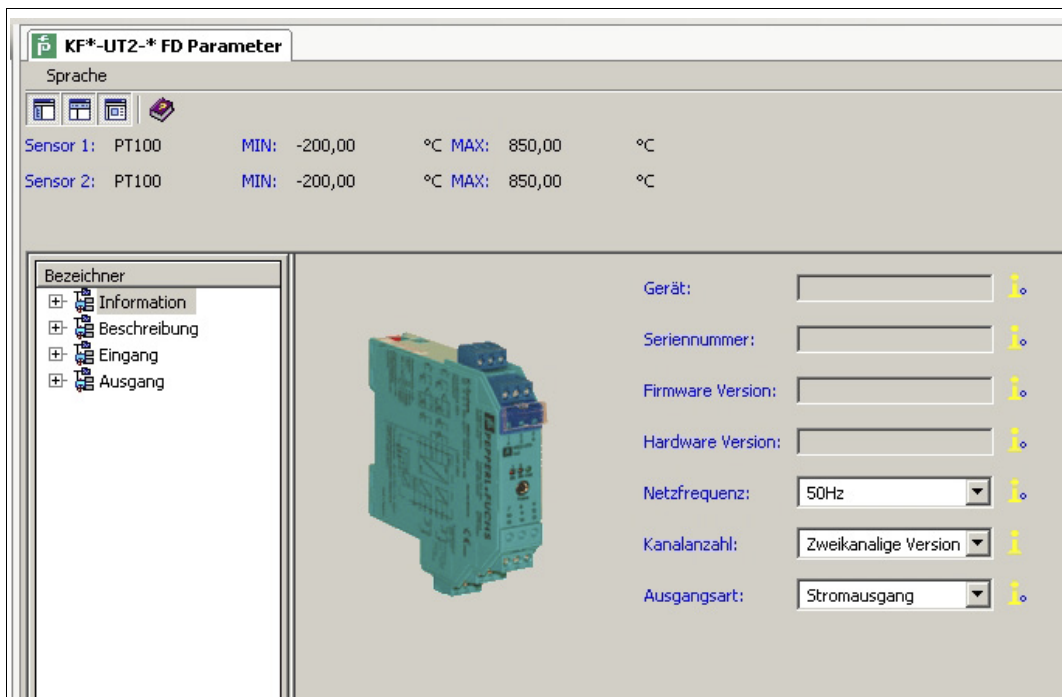 KF*-UT2-* FD Parameter
Sprache
Sensor 1: PT100 MIN: -200,00 °C MAX: 850,00 °C
Sensor 2: PT100 MIN: -200,00 °C MAX: 850,00 °C
Bezeichner
Information
Beschreibung
Eingang
Ausgang
PEPPERL+FUCHS
Gerät:
Seriennummer:
Firmware Version:
Hardware Version:
Netzfrequenz: 50Hz
Kanalanzahl: Zweikanalige Version
Ausgangsart: Stromausgang